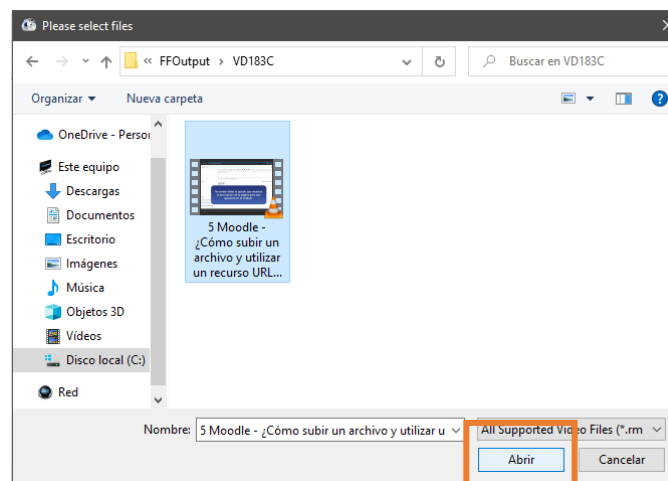 Please select files
« FFOutput › VD183C
Buscar en VD183C
Organizar
Nueva carpeta
OneDrive - Person
Este equipo
Descargas
Documentos
Escritorio
Imágenes
Música
Objetos 3D
Vídeos
Disco local (C:)
Red
5 Moodle -
¿Cómo subir un
archivo y utilizar
un recurso URL...
Nombre: 5 Moodle - ¿Cómo subir un archivo y utilizar u
All Supported Video Files (*.rm
Abrir
Cancelar